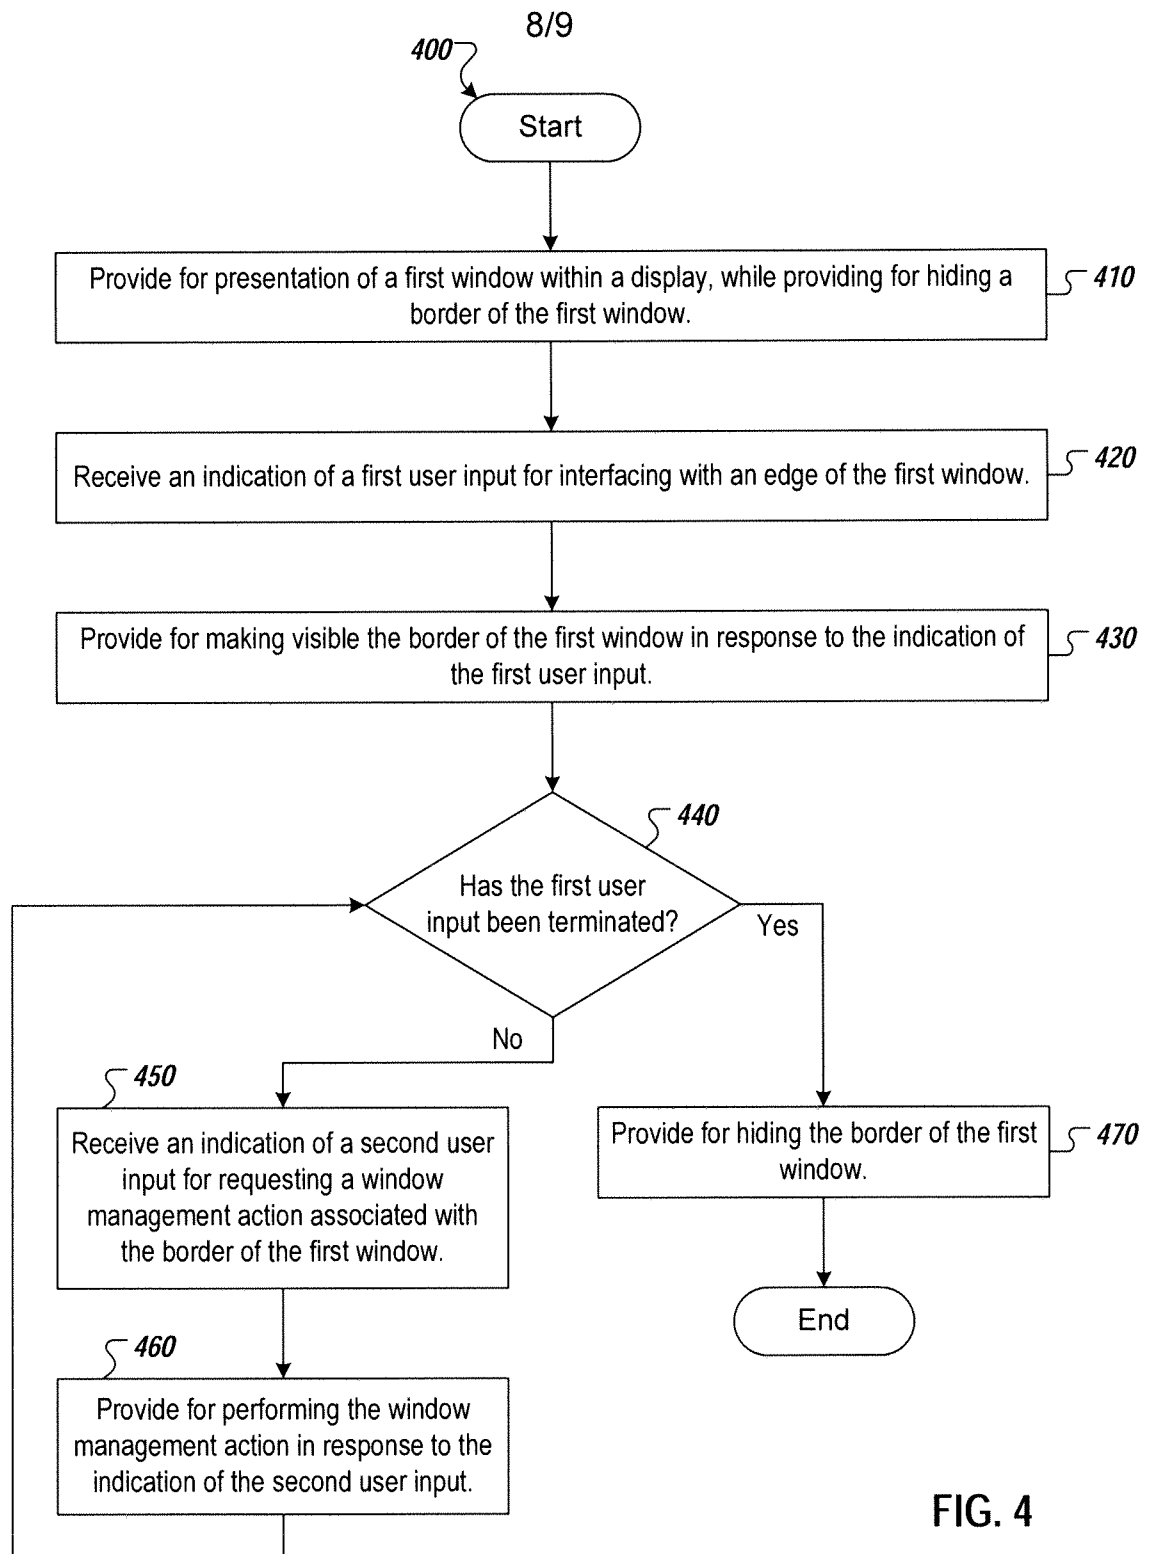 8/9
400
Start
Provide for presentation of a first window within a display, while providing for hiding a
border of the first window.
410
Receive an indication of a first user input for interfacing with an edge of the first window.
420
Provide for making visible the border of the first window in response to the indication of
the first user input.
430
440
Has the first user
input been terminated?
Yes
No
450
Receive an indication of a second user
input for requesting a window
management action associated with
the border of the first window.
Provide for hiding the border of the first
window.
470
End
460
Provide for performing the window
management action in response to the
indication of the second user input.
FIG. 4